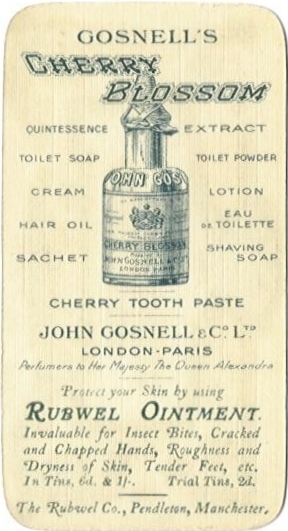 GOSNELL'S
CHERRY
BLOSSOM
QUINTESSENCE EXTRACT
TOILET SOAP TOILET POWDER
CREAM LOTION
HAIR OIL EAU DE TOILETTE
SACHET SHAVING SOAP
JOHN GOS
CHERRY BLOSSOM
JOHN GOSNELL & Co Ld
LONDON PARIS
CHERRY TOOTH PASTE
JOHN GOSNELL & Co LTD
LONDON-PARIS
Perfumers to Her Majesty The Queen Alexandra
Protect your Skin by using
RUBWEL OINTMENT.
Invaluable for Insect Bites, Cracked
and Chapped Hands, Roughness and
Dryness of Skin, Tender Feet, etc.
In Tins, 6d. & 1/-. Trial Tins, 2d.
The Rubwel Co., Pendleton, Manchester.